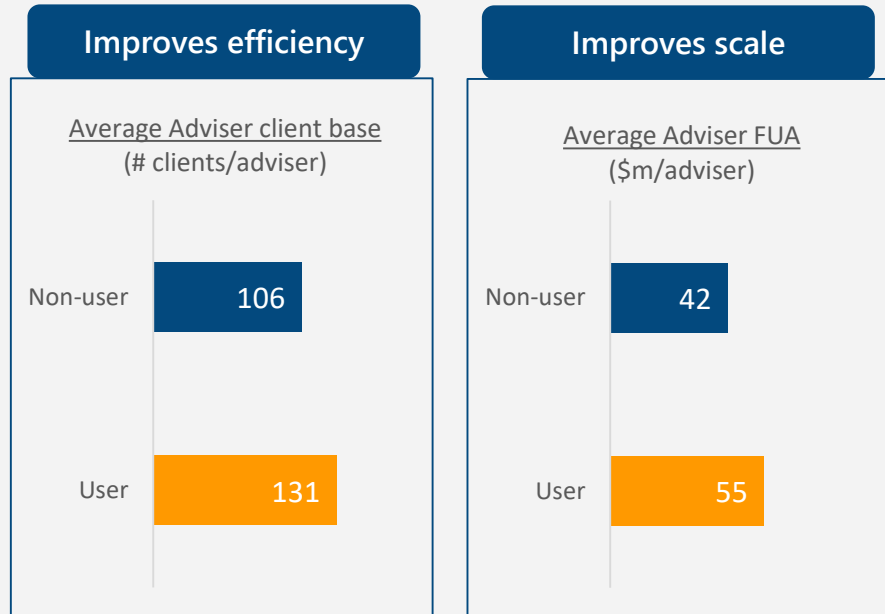 Improves efficiency
Average Adviser client base
(# clients/adviser)
Non-user
106
User
131
Improves scale
Average Adviser FUA
($m/adviser)
Non-user
42
User
55